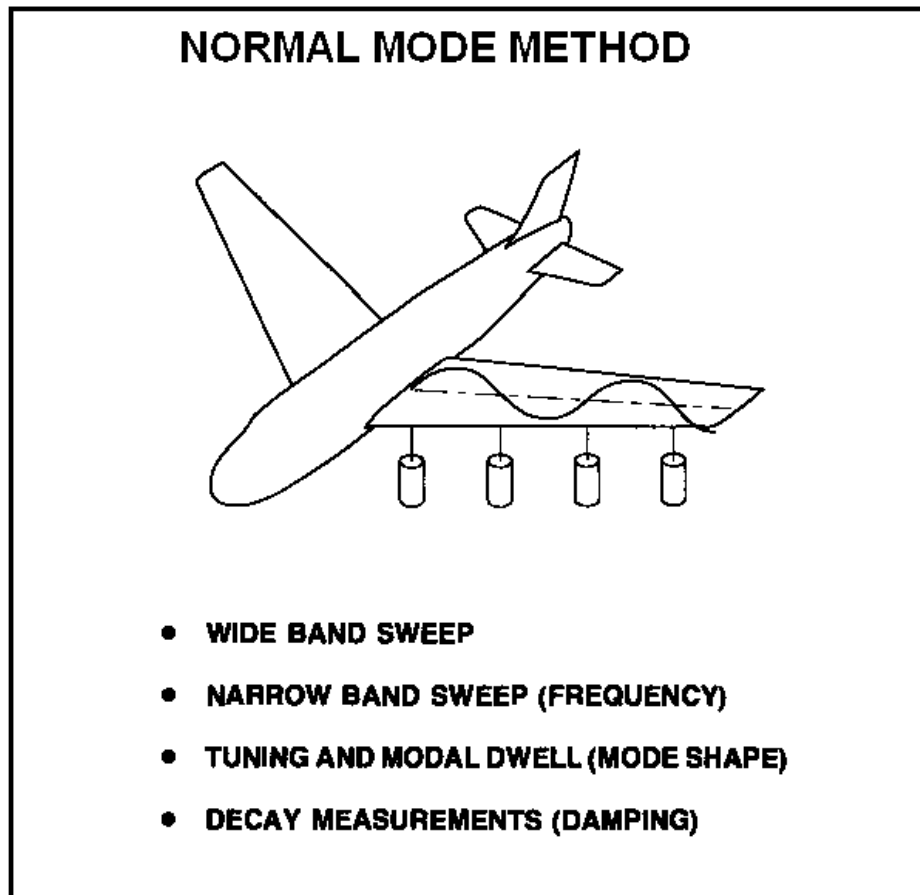 NORMAL MODE METHOD
• WIDE BAND SWEEP
• NARROW BAND SWEEP (FREQUENCY)
• TUNING AND MODAL DWELL (MODE SHAPE)
• DECAY MEASUREMENTS (DAMPING)